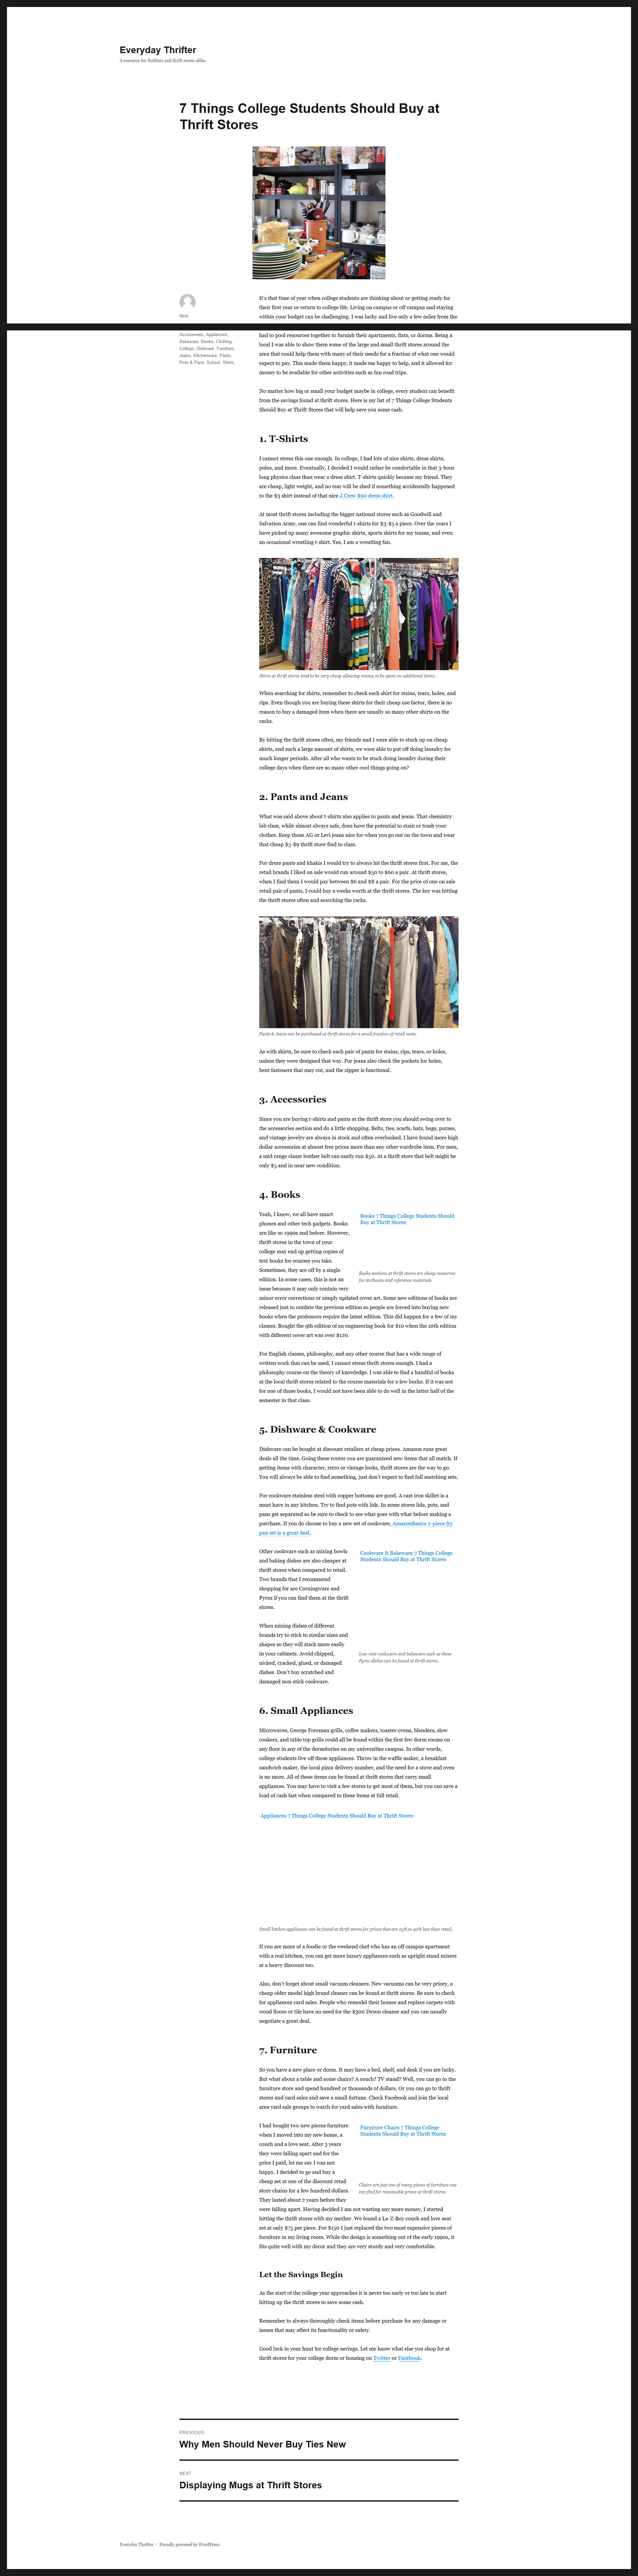 Everyday Thrifter
A resource for thrifters and thrift stores alike.
7 Things College Students Should Buy at
Thrift Stores
Nick
Accessories, Appliances,
Bakeware, Books, Clothing,
College, Dishware, Furniture,
Jeans, Kitchenware, Pants,
Pots & Pans, School, Shirts
It's that time of year when college students are thinking about or getting ready for
their first year or return to college life. Living on campus or off campus and staying
within your budget can be challenging. I was lucky and live only a few miles from the
had to pool resources together to furnish their apartments, flats, or dorms. Being a
local I was able to show them some of the large and small thrift stores around the
area that could help them with many of their needs for a fraction of what one would
expect to pay. This made them happy, it made me happy to help, and it allowed for
money to be available for other activities such as fun road trips.
No matter how big or small your budget maybe in college, every student can benefit
from the savings found at thrift stores. Here is my list of 7 Things College Students
Should Buy at Thrift Stores that will help save you some cash.
1. T-Shirts
I cannot stress this one enough. In college, I had lots of nice shirts, dress shirts,
polos, and more. Eventually, I decided I would rather be comfortable in that 3-hour
long physics class than wear a dress shirt. T-shirts quickly became my friend. They
are cheap, light weight, and no tear will be shed if something accidentally happened
to the $3 shirt instead of that nice J.Crew $90 dress shirt.
At most thrift stores including the bigger national stores such as Goodwill and
Salvation Army, one can find wonderful t-shirts for $3-$5 a piece. Over the years I
have picked up many awesome graphic shirts, sports shirts for my teams, and even
an occasional wrestling t-shirt. Yes, I am a wrestling fan.
Shirts at thrift stores tend to be very cheap allowing money to be spent on additional items.
When searching for shirts, remember to check each shirt for stains, tears, holes, and
rips. Even though you are buying these shirts for their cheap use factor, there is no
reason to buy a damaged item when there are usually so many other shirts on the
racks.
By hitting the thrift stores often, my friends and I were able to stock up on cheap
shirts, and such a large amount of shirts, we were able to put off doing laundry for
much longer periods. After all who wants to be stuck doing laundry during their
college days when there are so many other cool things going on?
2. Pants and Jeans
What was said above about t-shirts also applies to pants and jeans. That chemistry
lab class, while almost always safe, does have the potential to stain or trash your
clothes. Keep those AG or Levi jeans nice for when you go out on the town and wear
that cheap $5-$9 thrift store find to class.
For dress pants and khakis I would try to always hit the thrift stores first. For me, the
retail brands I liked on sale would run around $50 to $60 a pair. At thrift stores,
when I find them I would pay between $6 and $8 a pair. For the price of one on sale
retail pair of pants, I could buy a weeks worth at the thrift stores. The key was hitting
the thrift stores often and searching the racks.
Pants & Jeans can be purchased at thrift stores for a small fraction of retail costs.
As with shirts, be sure to check each pair of pants for stains, rips, tears, or holes,
unless they were designed that way. For jeans also check the pockets for holes,
bent fasteners that may cut, and the zipper is functional.
3. Accessories
Since you are buying t-shirts and pants at the thrift store you should swing over to
the accessories section and do a little shopping. Belts, ties, scarfs, hats, bags, purses,
and vintage jewelry are always in stock and often overlooked. I have found more high
dollar accessories at almost free prices more than any other wardrobe item. For men,
a mid range classy leather belt can easily run $50. At a thrift store that belt might be
only $5 and in near new condition.
4. Books
Yeah, I know, we all have smart
phones and other tech gadgets. Books
are like so 1990s and before. However,
thrift stores in the town of your
college may end up getting copies of
text books for courses you take.
Sometimes, they are off by a single
edition. In some cases, this is not an
issue because it may only contain very
Books 7 Things College Students Should
Buy at Thrift Stores
Books sections at thrift stores are cheap resources
for textbooks and reference materials.
minor error corrections or simply updated cover art. Some new editions of books are
released just to outdate the previous edition so people are forced into buying new
books when the professors require the latest edition. This did happen for a few of my
classes. Bought the 9th edition of an engineering book for $10 when the 10th edition
with different cover art was over $120.
For English classes, philosophy, and any other course that has a wide range of
written work that can be used, I cannot stress thrift stores enough. I had a
philosophy course on the theory of knowledge. I was able to find a handful of books
at the local thrift stores related to the course materials for a few bucks. If it was not
for one of those books, I would not have been able to do well in the latter half of the
semester in that class.
5. Dishware & Cookware
Dishware can be bought at discount retailers at cheap prices. Amazon runs great
deals all the time. Going these routes you are guaranteed new items that all match. If
getting items with character, retro or vintage looks, thrift stores are the way to go.
You will always be able to find something, just don't expect to find full matching sets.
For cookware stainless steel with copper bottoms are good. A cast iron skillet is a
must have in my kitchen. Try to find pots with lids. In some stores lids, pots, and
pans get separated so be sure to check to see what goes with what before making a
purchase. If you do choose to buy a new set of cookware, AmazonBasics 2-piece fry
pan set is a great deal.
Other cookware such as mixing bowls
and baking dishes are also cheaper at
thrift stores when compared to retail.
Two brands that I recommend
shopping for are Corningware and
Pyrex if you can find them at the thrift
stores.
Cookware & Bakeware 7 Things College
Students Should Buy at Thrift Stores
When mixing dishes of different
brands try to stick to similar sizes and
shapes so they will stack more easily
in your cabinets. Avoid chipped,
nicked, cracked, glued, or damaged
dishes. Don't buy scratched and
damaged non-stick cookware.
Low-cost cookware and bakeware such as these
Pyrex dishes can be found at thrift stores.
6. Small Appliances
Microwaves, George Foreman grills, coffee makers, toaster ovens, blenders, slow
cookers, and table top grills could all be found within the first few dorm rooms on
any floor in any of the dormitories on my universities campus. In other words,
college students live off these appliances. Throw in the waffle maker, a breakfast
sandwich maker, the local pizza delivery number, and the need for a stove and oven
is no more. All of these items can be found at thrift stores that carry small
appliances. You may have to visit a few stores to get most of them, but you can save a
load of cash fast when compared to these items at full retail.
Appliances 7 Things College Students Should Buy at Thrift Stores
Small kitchen appliances can be found at thrift stores for prices that are 25% to 90% less than retail.
If you are more of a foodie or the weekend chef who has an off campus apartment
with a real kitchen, you can get more luxury appliances such as upright stand mixers
at a heavy discount too.
Also, don't forget about small vacuum cleaners. New vacuums can be very pricey, a
cheap older model high brand cleaner can be found at thrift stores. Be sure to check
for appliances yard sales. People who remodel their homes and replace carpets with
wood floors or tile have no need for the $300 Dyson cleaner and you can usually
negotiate a great deal.
7. Furniture
So you have a new place or dorm. It may have a bed, shelf, and desk if you are lucky.
But what about a table and some chairs? A couch? TV stand? Well, you can go to the
furniture store and spend hundred or thousands of dollars. Or you can go to thrift
stores and yard sales and save a small fortune. Check Facebook and join the local
area yard sale groups to watch for yard sales with furniture.
I had bought two new pieces furniture
when I moved into my new home, a
couch and a love seat. After 3 years
they were falling apart and for the
price I paid, let me say I was not
happy. I decided to go and buy a
cheap set at one of the discount retail
store chains for a few hundred dollars.
They lasted about 2 years before they
Furniture Chairs 7 Things College
Students Should Buy at Thrift Stores
Chairs are just one of many pieces of furniture one
can find for reasonable prices at thrift stores.
were falling apart. Having decided I am not wasting any more money, I started
hitting the thrift stores with my mother. We found a La-Z-Boy couch and love seat
set at only $75 per piece. For $150 I just replaced the two most expensive pieces of
furniture in my living room. While the design is something out of the early 1990s, it
fits quite well with my decor and they are very sturdy and very comfortable.
Let the Savings Begin
As the start of the college year approaches it is never too early or too late to start
hitting up the thrift stores to save some cash.
Remember to always thoroughly check items before purchase for any damage or
issues that may affect its functionality or safety.
Good luck in your hunt for college savings. Let me know what else you shop for at
thrift stores for your college dorm or housing on Twitter or Facebook.
PREVIOUS
Why Men Should Never Buy Ties New
NEXT
Displaying Mugs at Thrift Stores
Everyday Thrifter / Proudly powered by WordPress